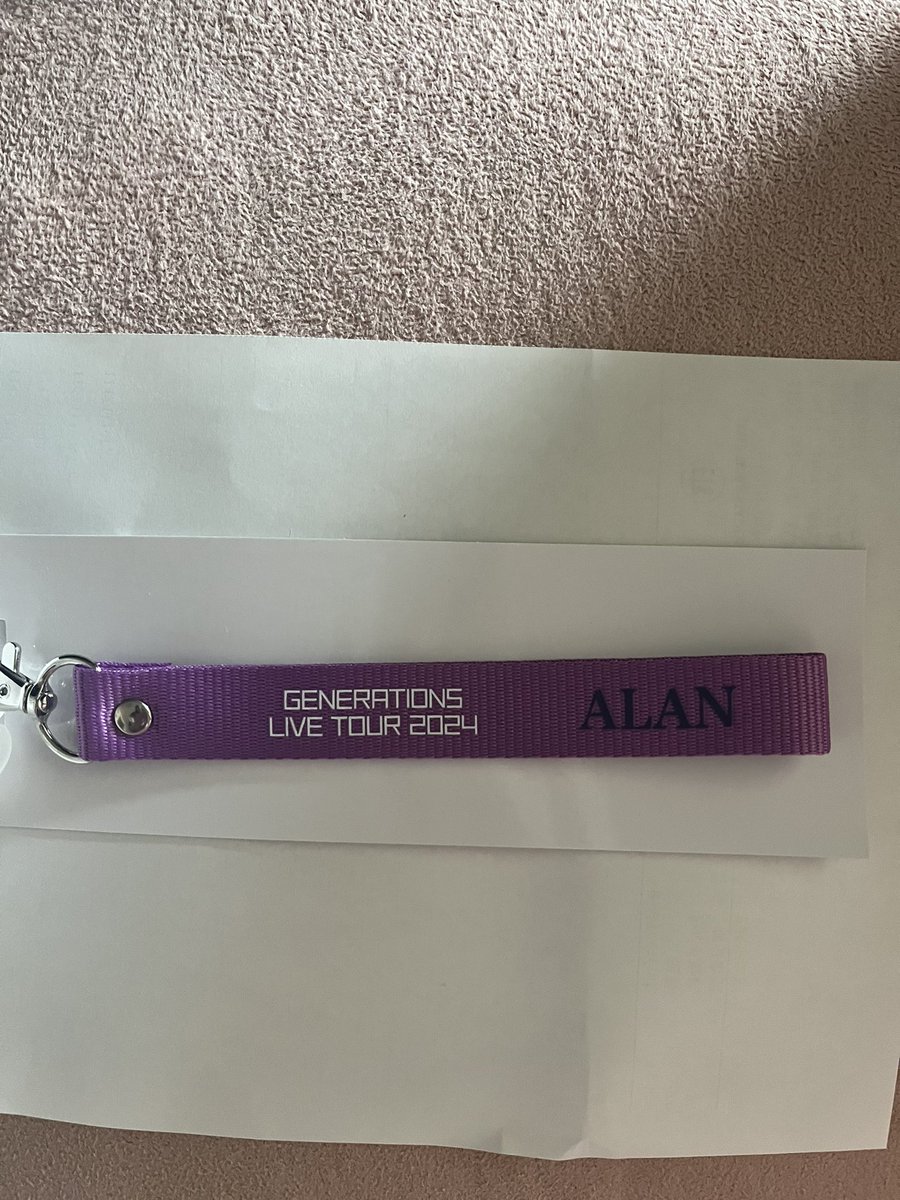 GENERATIONS
LIVE TOUR 2024
ALAN